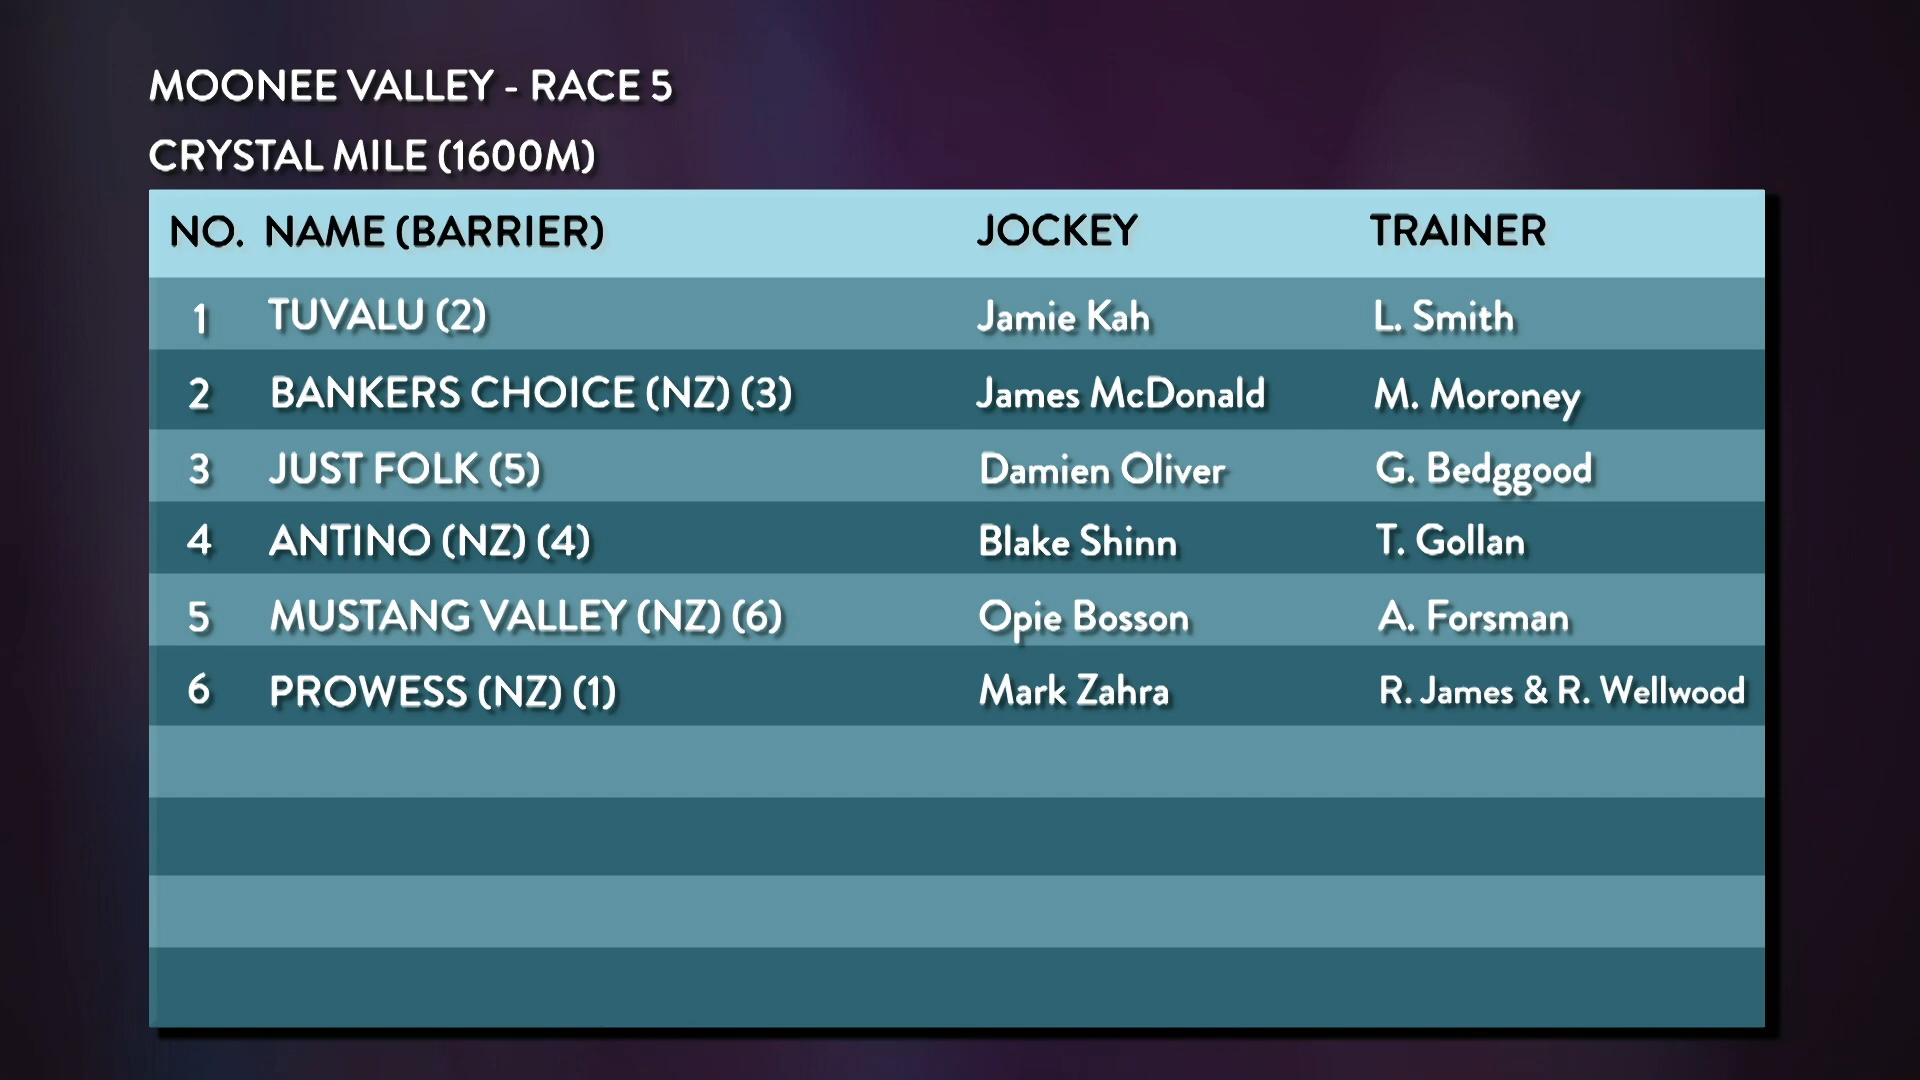 MOONEE VALLEY - RACE 5
CRYSTAL MILE (1600M)
NO. NAME (BARRIER) JOCKEY TRAINER
1 TUVALU (2) Jamie Kah L. Smith
2 BANKERS CHOICE (NZ) (3) James McDonald M. Moroney
3 JUST FOLK (5) Damien Oliver G. Bedggood
4 ANTINO (NZ) (4) Blake Shinn T. Gollan
5 MUSTANG VALLEY (NZ) (6) Opie Bosson A. Forsman
6 PROWESS (NZ) (1) Mark Zahra R. James & R. Wellwood